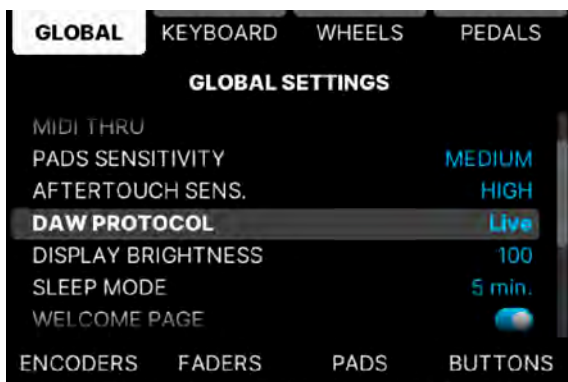 GLOBAL KEYBOARD WHEELS PEDALS
GLOBAL SETTINGS
MIDI THRU
PADS SENSITIVITY MEDIUM
AFTERTOUCH SENS. HIGH
DAW PROTOCOL Live
DISPLAY BRIGHTNESS 100
SLEEP MODE 5 min.
WELCOME PAGE
ENCODERS FADERS PADS BUTTONS